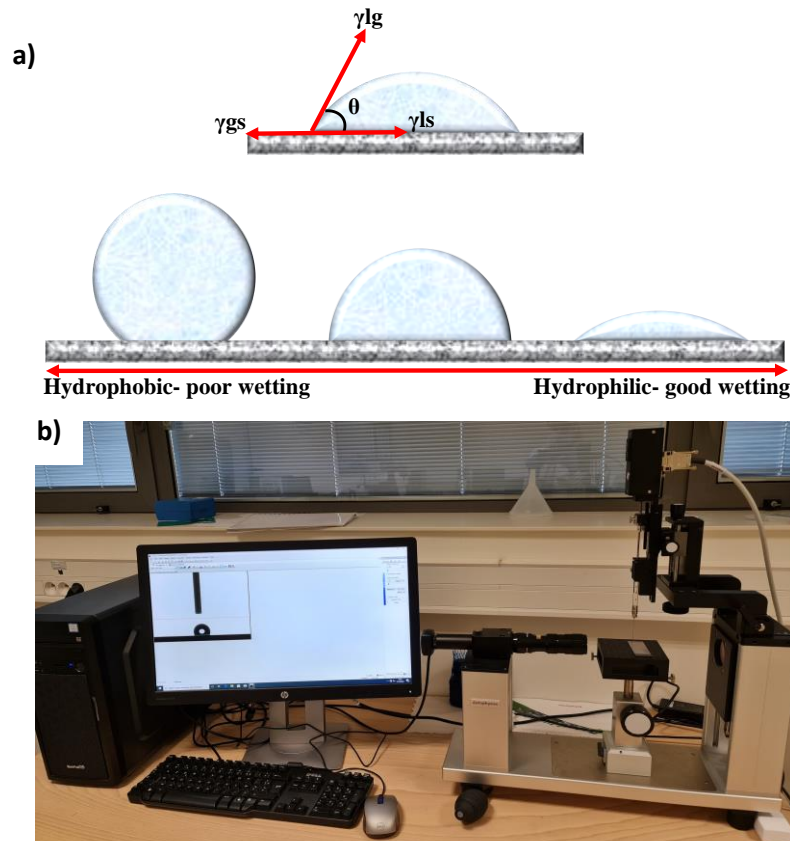 a)
γlg
θ
γgs
γls
Hydrophobic- poor wetting
Hydrophilic- good wetting
b)
hp